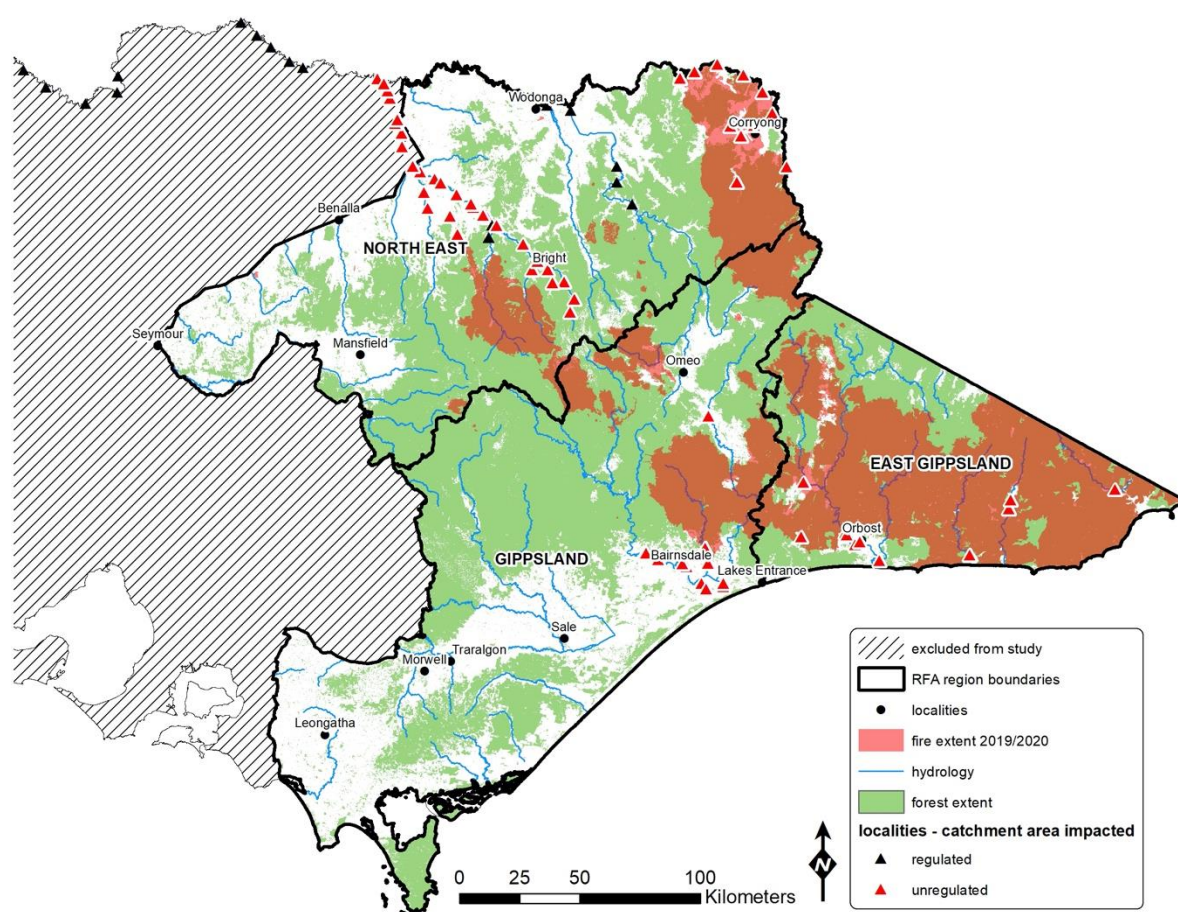 Wodonga
Corryong
Benalla
NORTH EAST
Bright
Seymour
Mansfield
Omeo
EAST GIPPSLAND
Orbost
GIPPSLAND
Bairnsdale
Lakes Entrance
Sale
Traralgon
Morwell
Leongatha
excluded from study
RFA region boundaries
localities
fire extent 2019/2020
hydrology
forest extent
localities - catchment area impacted
regulated
unregulated
N
0 25 50 100
Kilometers